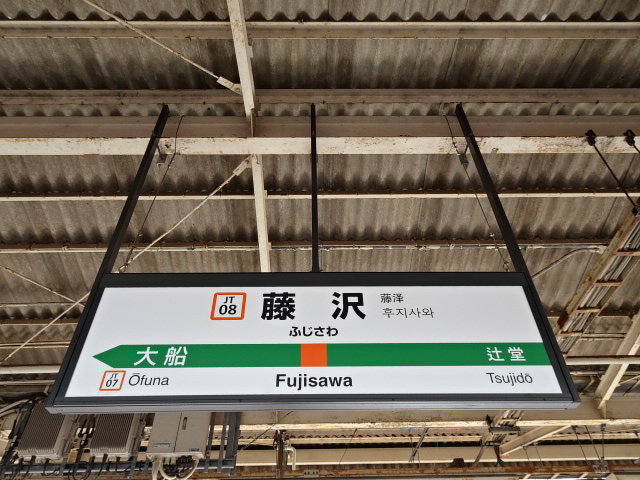 JT 08 藤沢 藤泽
후지사와
ふじさわ
大船 辻堂
JT 07 Ōfuna Fujisawa Tsujidō